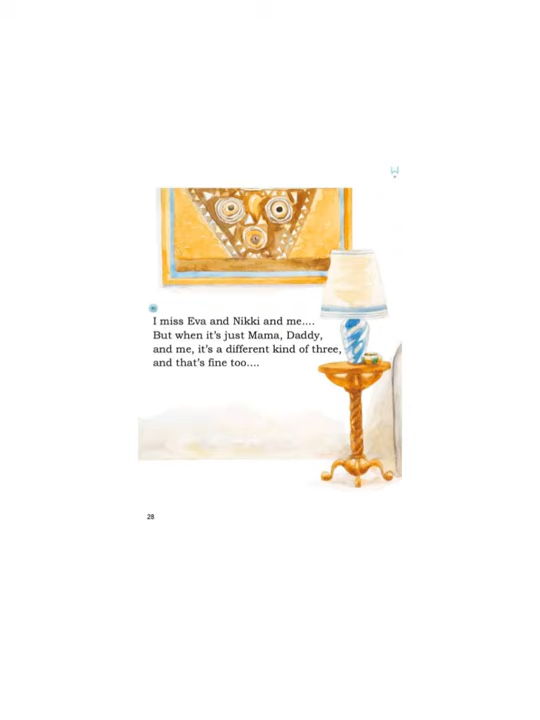 I miss Eva and Nikki and me....
But when it's just Mama, Daddy,
and me, it's a different kind of three,
and that's fine too....
28